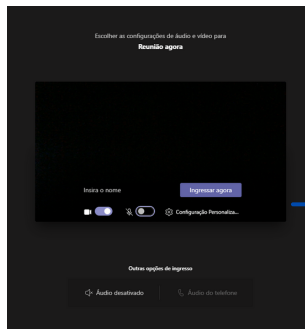 Escolher as configurações de áudio e vídeo para
Reunião agora
Insira o nome
Ingressar agora
Configuração Personaliza...
Outras opções de ingresso
Áudio desativado
Áudio do telefone